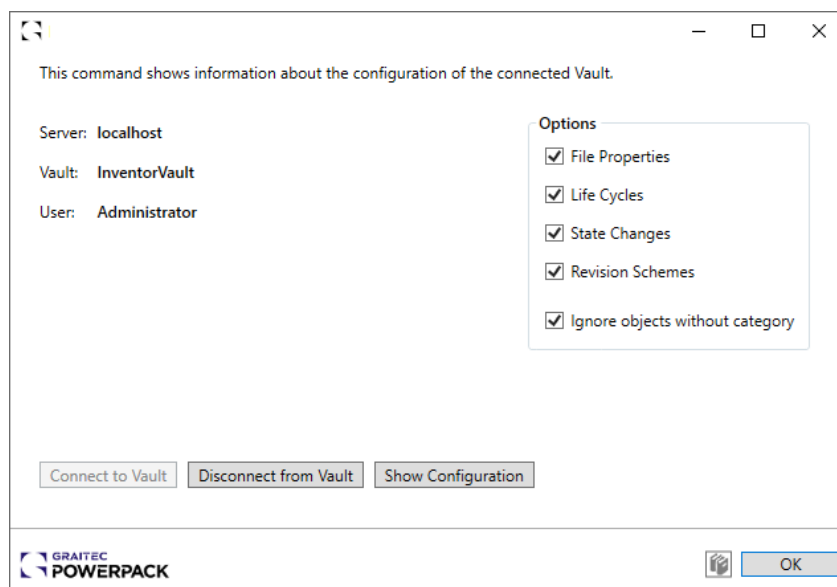 This command shows information about the configuration of the connected Vault.
Server: localhost
Vault: InventorVault
User: Administrator
Options
File Properties
Life Cycles
State Changes
Revision Schemes
Ignore objects without category
Connect to Vault
Disconnect from Vault
Show Configuration
GRAITEC
POWERPACK
OK